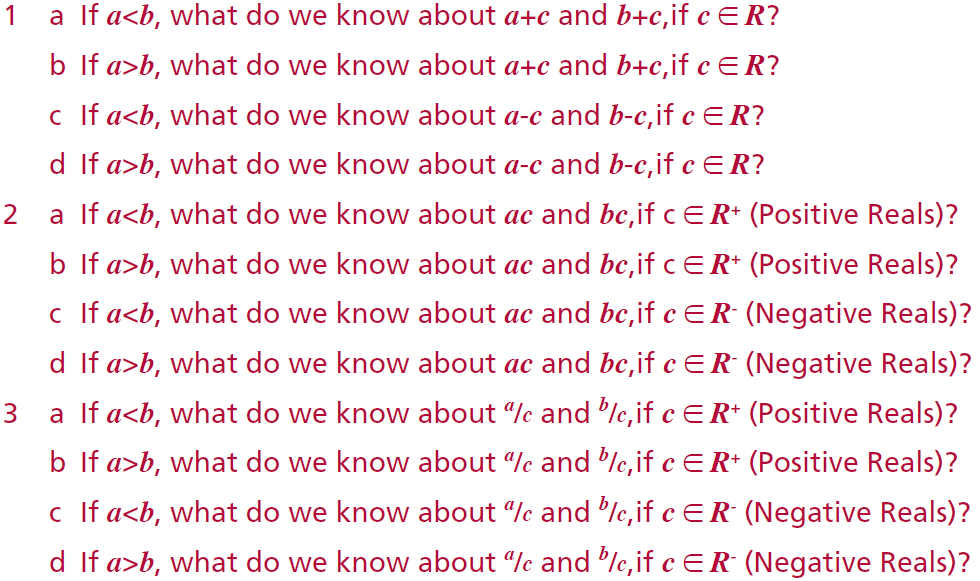 1 a If a<b, what do we know about a+c and b+c,if c ∈ R?
b If a>b, what do we know about a+c and b+c,if c ∈ R?
c If a<b, what do we know about a-c and b-c,if c ∈ R?
d If a>b, what do we know about a-c and b-c,if c ∈ R?
2 a If a<b, what do we know about ac and bc,if c ∈ R⁺ (Positive Reals)?
b If a>b, what do we know about ac and bc,if c ∈ R⁺ (Positive Reals)?
c If a<b, what do we know about ac and bc,if c ∈ R⁻ (Negative Reals)?
d If a>b, what do we know about ac and bc,if c ∈ R⁻ (Negative Reals)?
3 a If a<b, what do we know about ᵃ/c and ᵇ/c,if c ∈ R⁺ (Positive Reals)?
b If a>b, what do we know about ᵃ/c and ᵇ/c,if c ∈ R⁺ (Positive Reals)?
c If a<b, what do we know about ᵃ/c and ᵇ/c,if c ∈ R⁻ (Negative Reals)?
d If a>b, what do we know about ᵃ/c and ᵇ/c,if c ∈ R⁻ (Negative Reals)?